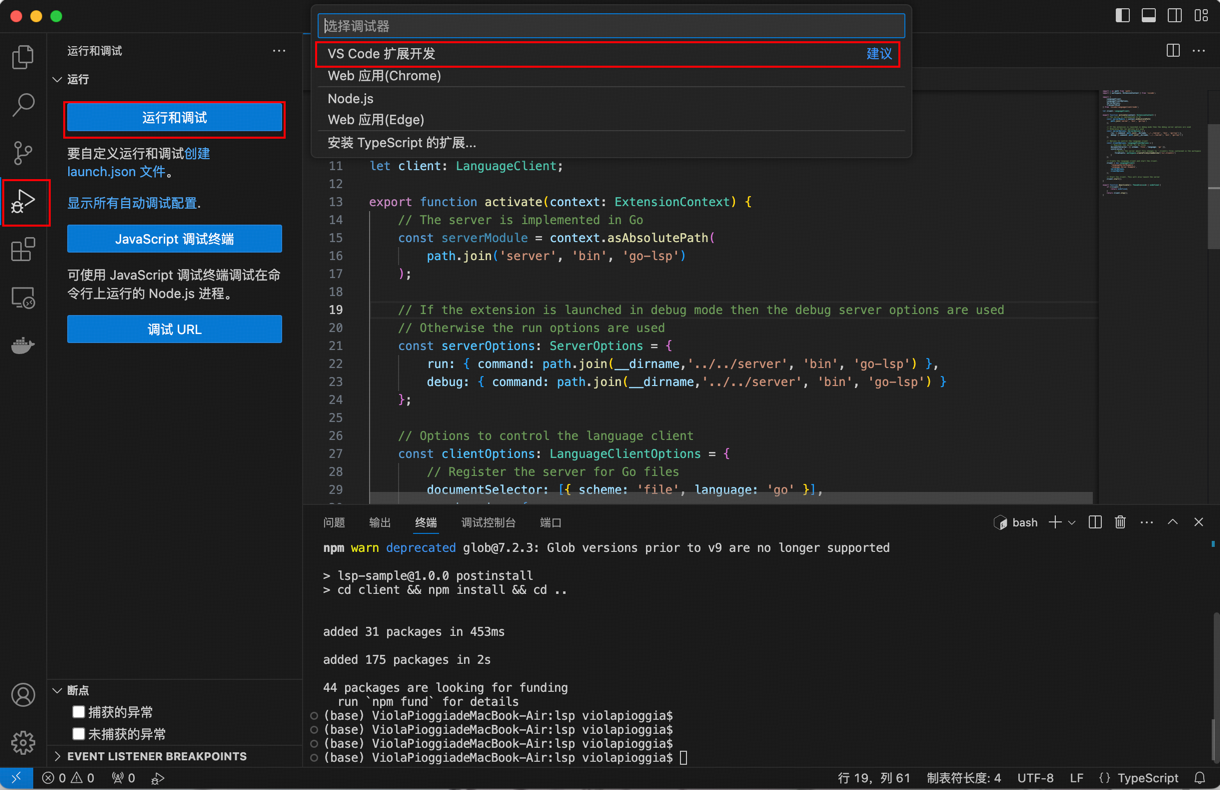 选择调试器
VS Code 扩展开发
建议
Web 应用(Chrome)
Node.js
Web 应用(Edge)
安装 TypeScript 的扩展...
运行和调试
运行
运行和调试
要自定义运行和调试创建
launch.json 文件。
显示所有自动调试配置.
JavaScript 调试终端
可使用 JavaScript 调试终端调试在命
令行上运行的 Node.js 进程。
调试 URL
断点
捕获的异常
未捕获的异常
EVENT LISTENER BREAKPOINTS
11 let client: LanguageClient;
12
13 export function activate(context: ExtensionContext) {
14 // The server is implemented in Go
15 const serverModule = context.asAbsolutePath(
16 path.join('server', 'bin', 'go-lsp')
17 );
18
19 // If the extension is launched in debug mode then the debug server options are used
20 // Otherwise the run options are used
21 const serverOptions: ServerOptions = {
22 run: { command: path.join(__dirname,'../../server', 'bin', 'go-lsp') },
23 debug: { command: path.join(__dirname,'../../server', 'bin', 'go-lsp') }
24 };
25
26 // Options to control the language client
27 const clientOptions: LanguageClientOptions = {
28 // Register the server for Go files
29 documentSelector: [{ scheme: 'file', language: 'go' }],
问题 输出 终端 调试控制台 端口
bash
npm warn deprecated glob@7.2.3: Glob versions prior to v9 are no longer supported
> lsp-sample@1.0.0 postinstall
> cd client && npm install && cd ..
added 31 packages in 453ms
added 175 packages in 2s
44 packages are looking for funding
run `npm fund` for details
(base) ViolaPioggiadeMacBook-Air:lsp violapioggia$
(base) ViolaPioggiadeMacBook-Air:lsp violapioggia$
(base) ViolaPioggiadeMacBook-Air:lsp violapioggia$
(base) ViolaPioggiadeMacBook-Air:lsp violapioggia$
0 0 0
行 19，列 61 制表符长度: 4 UTF-8 LF {} TypeScript